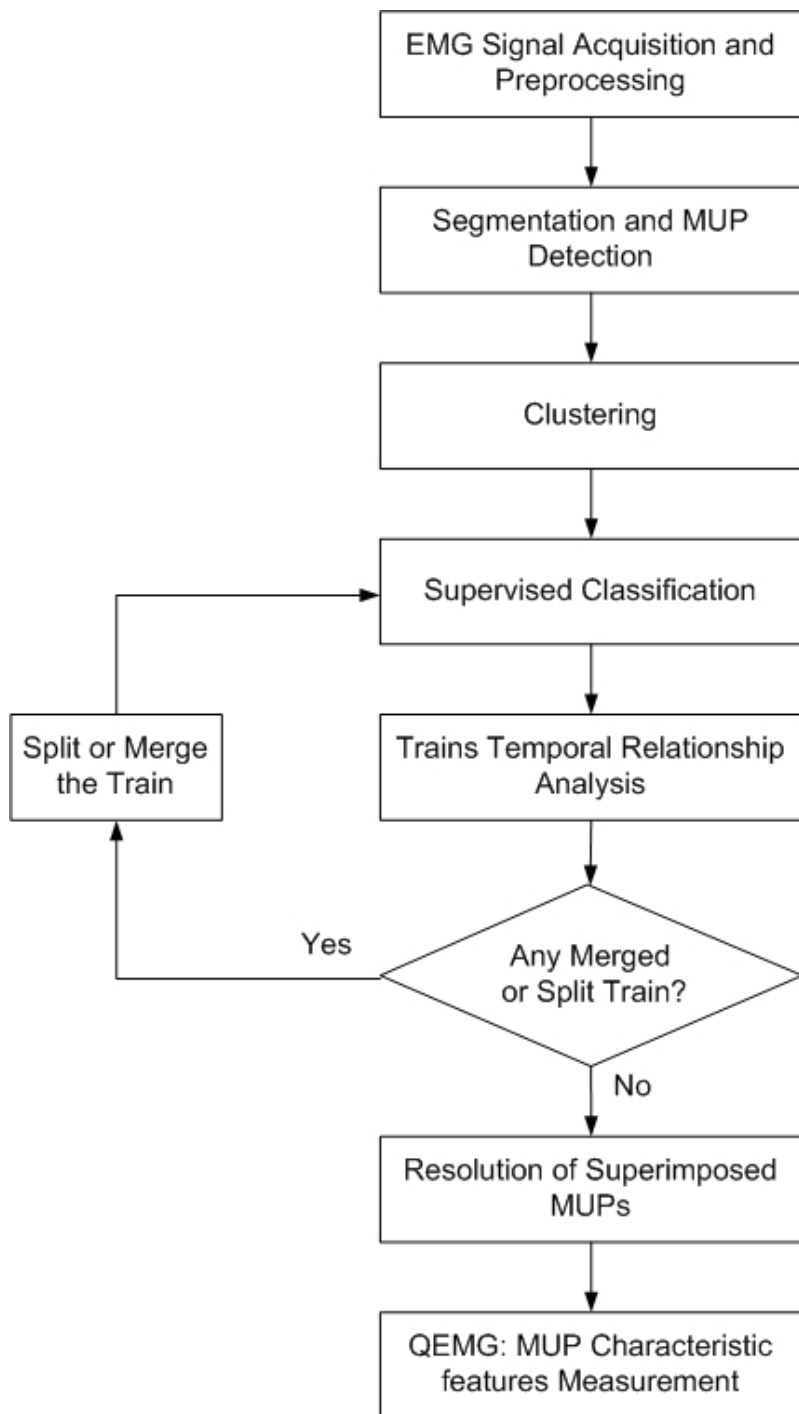 EMG Signal Acquisition and
Preprocessing
Segmentation and MUP
Detection
Clustering
Supervised Classification
Split or Merge
the Train
Trains Temporal Relationship
Analysis
Yes
Any Merged
or Split Train?
No
Resolution of Superimposed
MUPs
QEMG: MUP Characteristic
features Measurement